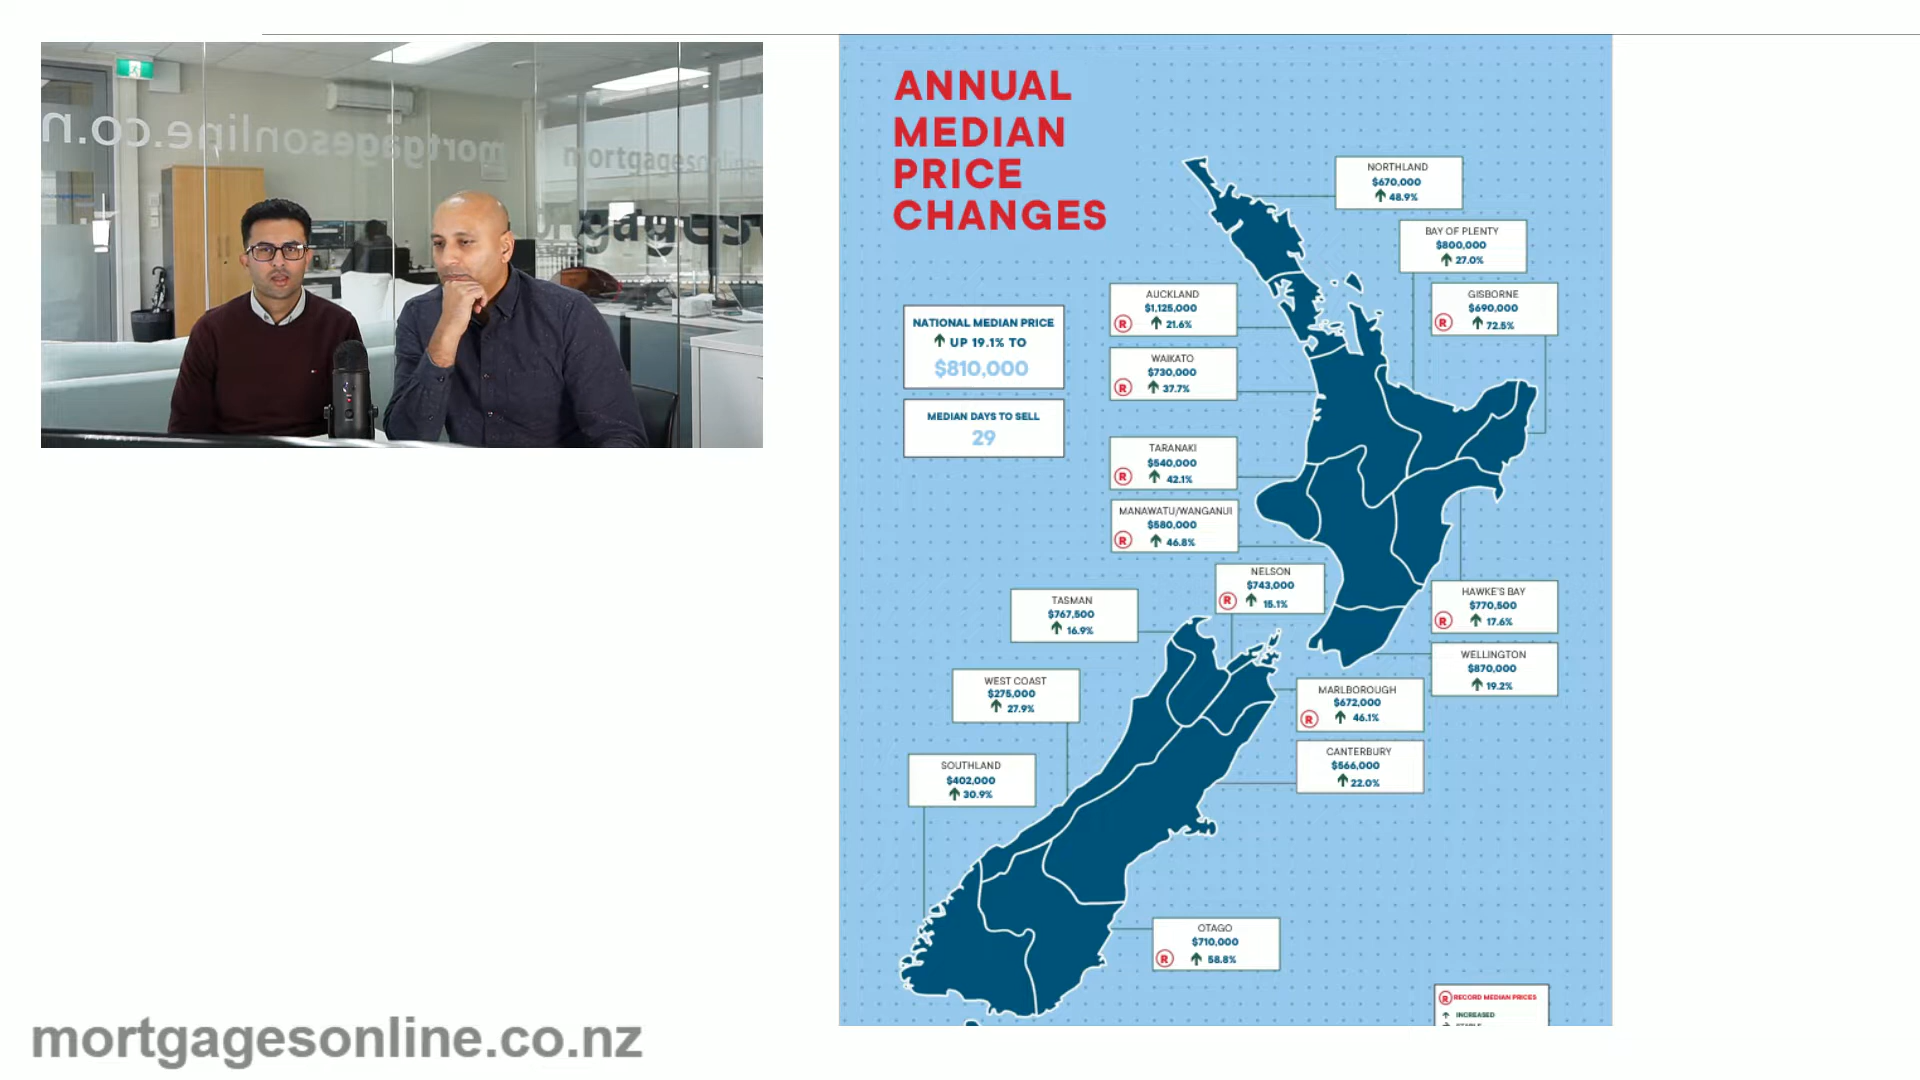 ANNUAL
MEDIAN
PRICE
CHANGES
NATIONAL MEDIAN PRICE
UP 19.1% TO
$810,000
MEDIAN DAYS TO SELL
29
NORTHLAND
$670,000
48.9%
BAY OF PLENTY
$800,000
27.0%
AUCKLAND
$1,125,000
R 21.6%
GISBORNE
$690,000
R 72.5%
WAIKATO
$730,000
R 37.7%
TARANAKI
$540,000
R 42.1%
MANAWATU/WANGANUI
$580,000
R 46.8%
NELSON
$743,000
R 15.1%
TASMAN
$767,500
16.9%
HAWKE'S BAY
$770,500
R 17.6%
WELLINGTON
$870,000
19.2%
WEST COAST
$275,000
27.9%
MARLBOROUGH
$672,000
R 46.1%
CANTERBURY
$566,000
22.0%
SOUTHLAND
$402,000
30.9%
OTAGO
$710,000
R 58.8%
R RECORD MEDIAN PRICES
INCREASED
mortgagesonline.co.n
mortgagesonline
mortgagesonline.co.nz